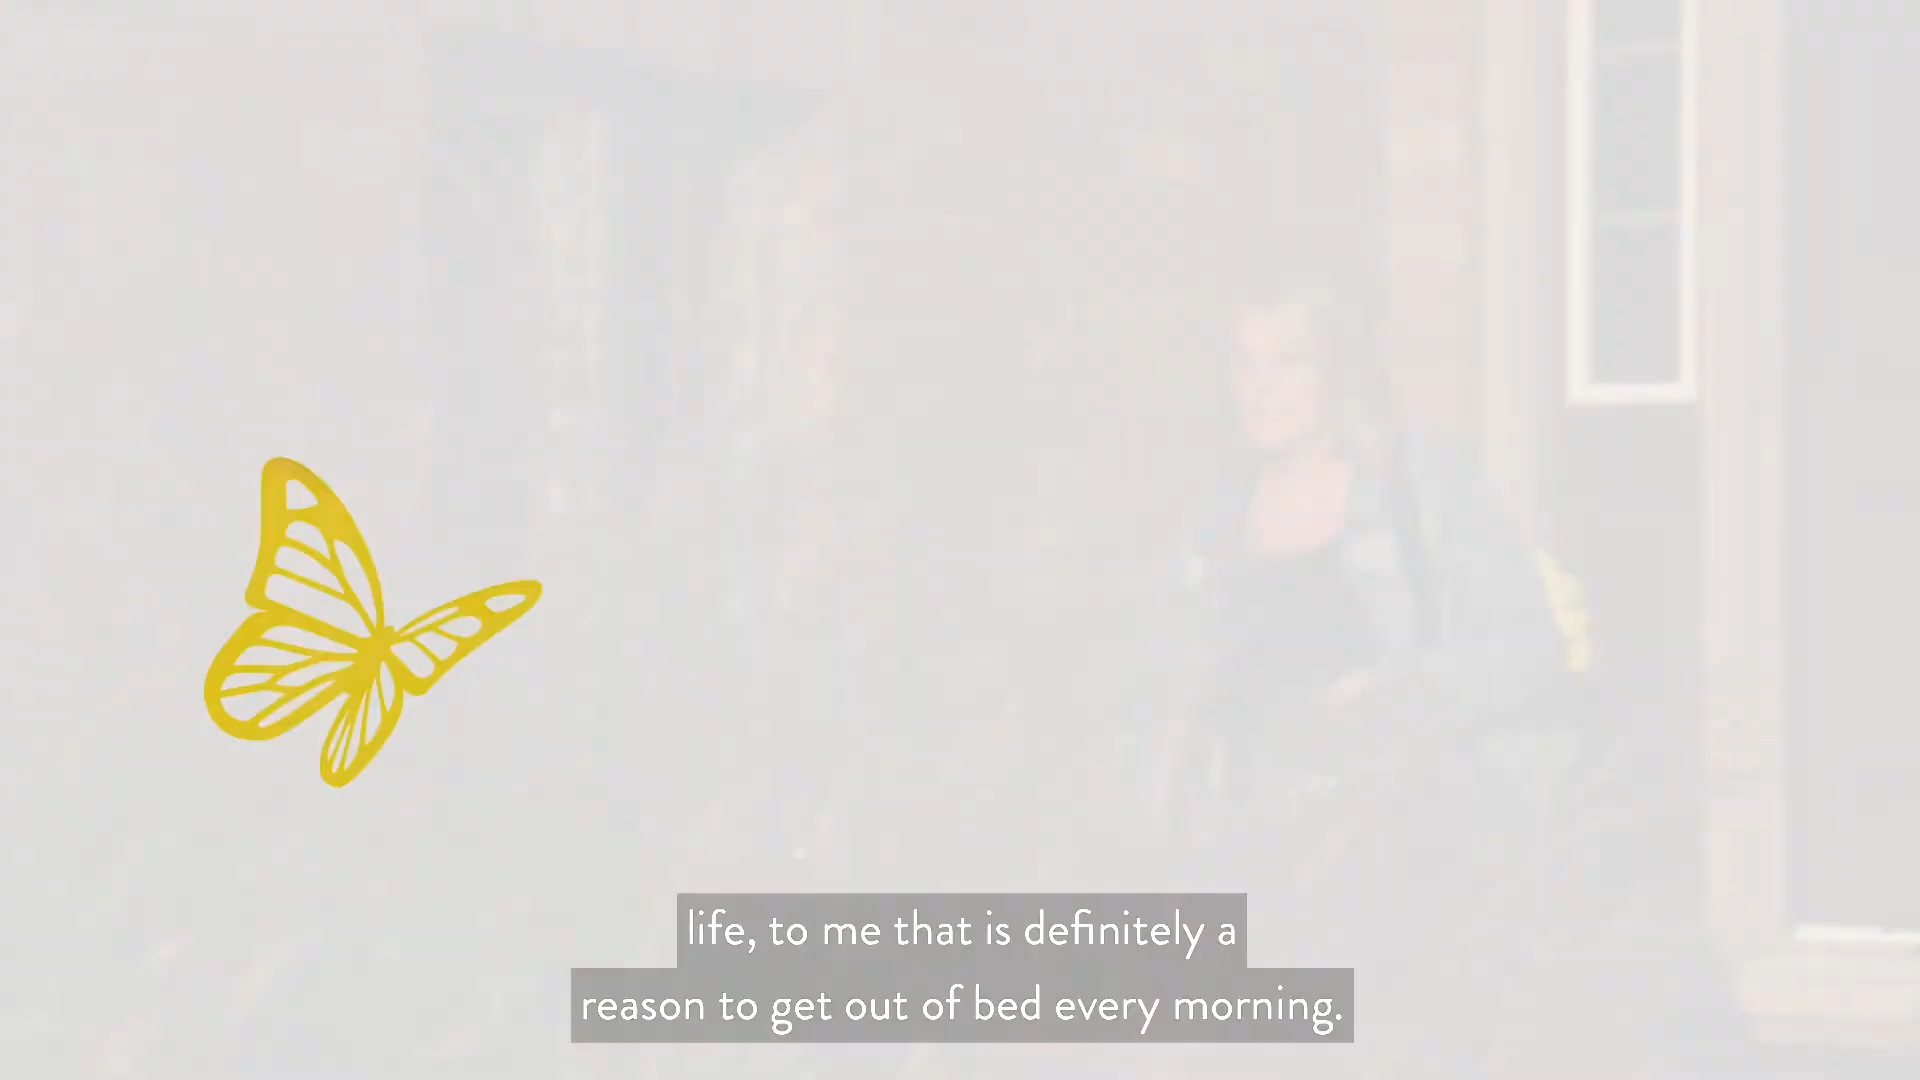 life, to me that is definitely a
reason to get out of bed every morning.